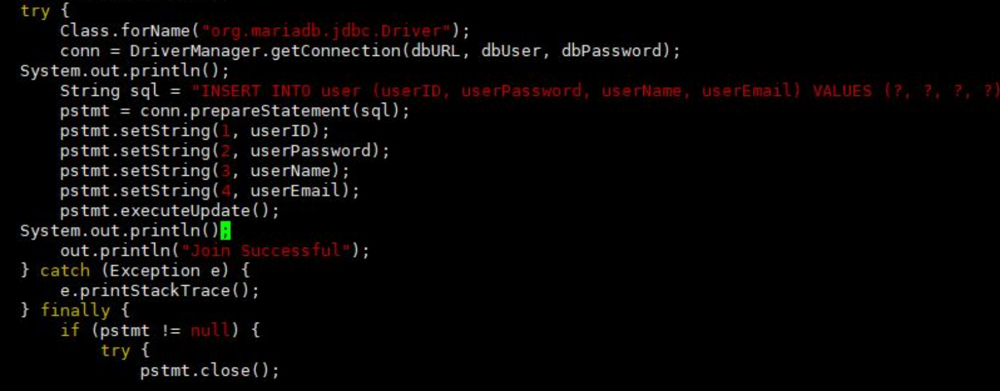 try {
    Class.forName("org.mariadb.jdbc.Driver");
    conn = DriverManager.getConnection(dbURL, dbUser, dbPassword);
System.out.println();
    String sql = "INSERT INTO user (userID, userPassword, userName, userEmail) VALUES (?, ?, ?, ?)
    pstmt = conn.prepareStatement(sql);
    pstmt.setString(1, userID);
    pstmt.setString(2, userPassword);
    pstmt.setString(3, userName);
    pstmt.setString(4, userEmail);
    pstmt.executeUpdate();
System.out.println();
    out.println("Join Successful");
} catch (Exception e) {
    e.printStackTrace();
} finally {
    if (pstmt != null) {
        try {
            pstmt.close();